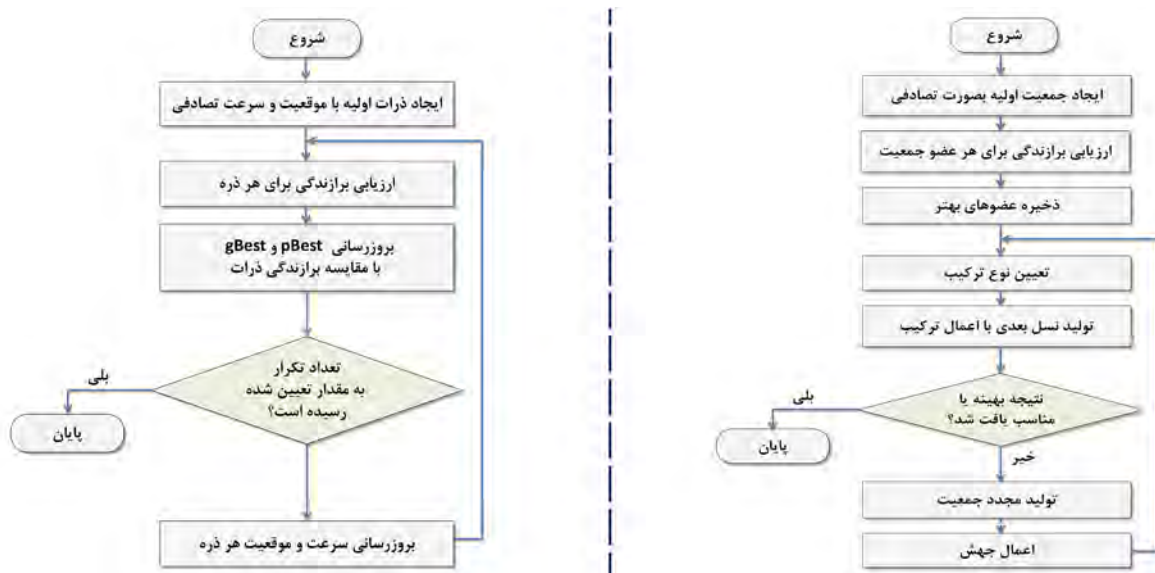 شروع
ایجاد جمعیت اولیه بصورت تصادفی
ارزیابی برازندگی برای هر عضو جمعیت
ذخیره عضوهای بهتر
تعیین نوع ترکیب
تولید نسل بعدی با اعمال ترکیب
نتیجه بهینه یا
مناسب یافت شد؟
بلی
پایان
خیر
تولید مجدد جمعیت
اعمال جهش
شروع
ایجاد ذرات اولیه با موقعیت و سرعت تصادفی
ارزیابی برازندگی برای هر ذره
بروزرسانی pBest و gBest
با مقایسه برازندگی ذرات
تعداد تکرار
به مقدار تعیین شده
رسیده است؟
بلی
پایان
بروزرسانی سرعت و موقعیت هر ذره